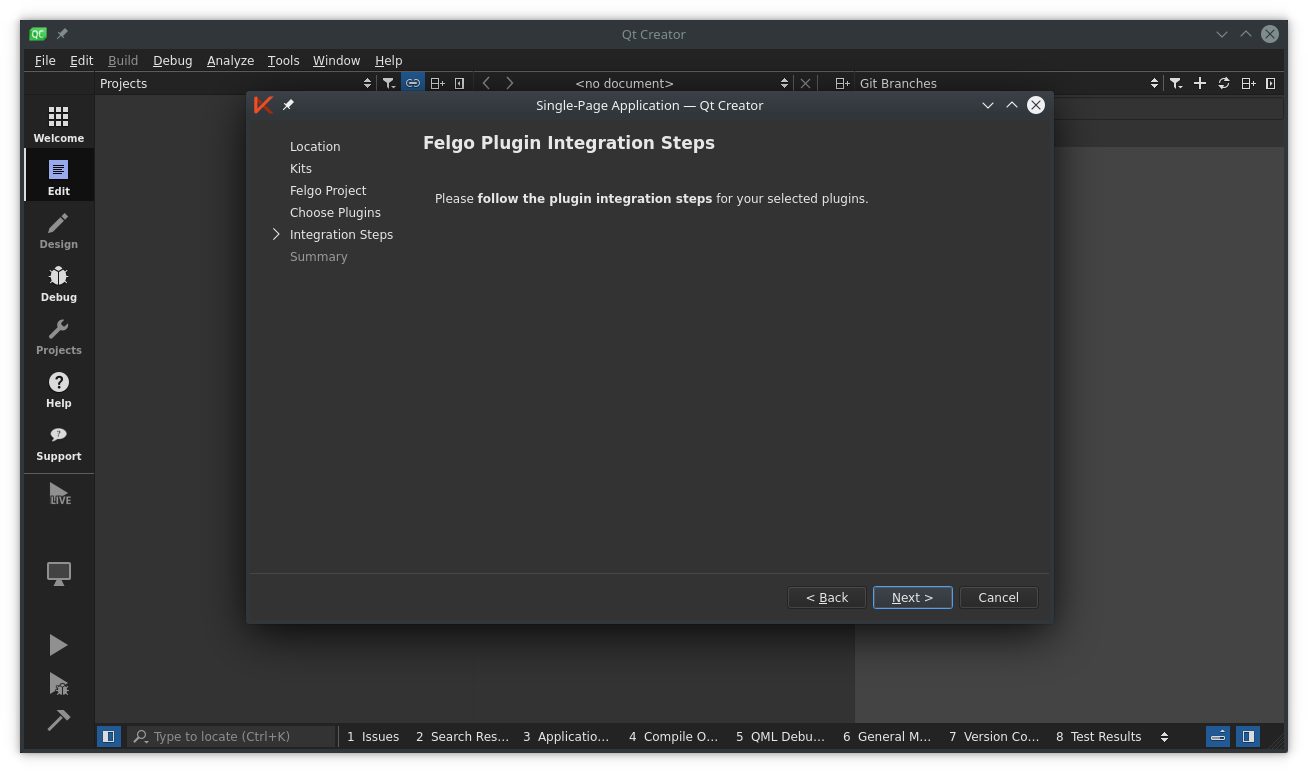 QC
Qt Creator
File Edit Build Debug Analyze Tools Window Help
Projects
<no document>
Git Branches
Welcome
Edit
Design
Debug
Projects
Help
Support
LIVE
Single-Page Application — Qt Creator
Location
Kits
Felgo Project
Choose Plugins
Integration Steps
Summary
Felgo Plugin Integration Steps
Please follow the plugin integration steps for your selected plugins.
< Back Next > Cancel
Type to locate (Ctrl+K) 1 Issues 2 Search Res... 3 Applicatio... 4 Compile O... 5 QML Debu... 6 General M... 7 Version Co... 8 Test Results